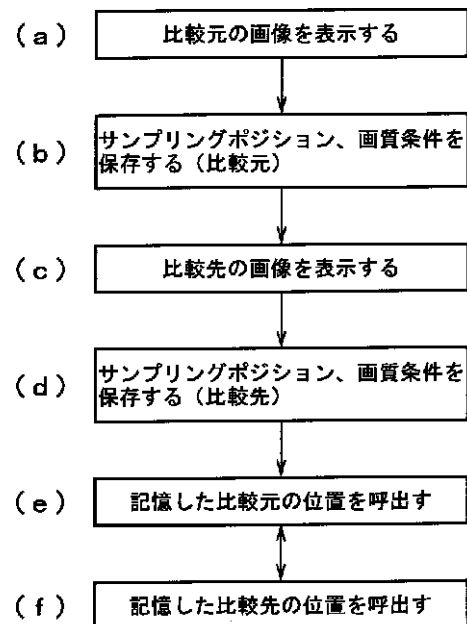 (a) 比較元の画像を表示する
(b) サンプリングポジション、画質条件を
保存する（比較元）
(c) 比較先の画像を表示する
(d) サンプリングポジション、画質条件を
保存する（比較先）
(e) 記憶した比較元の位置を呼出す
(f) 記憶した比較先の位置を呼出す